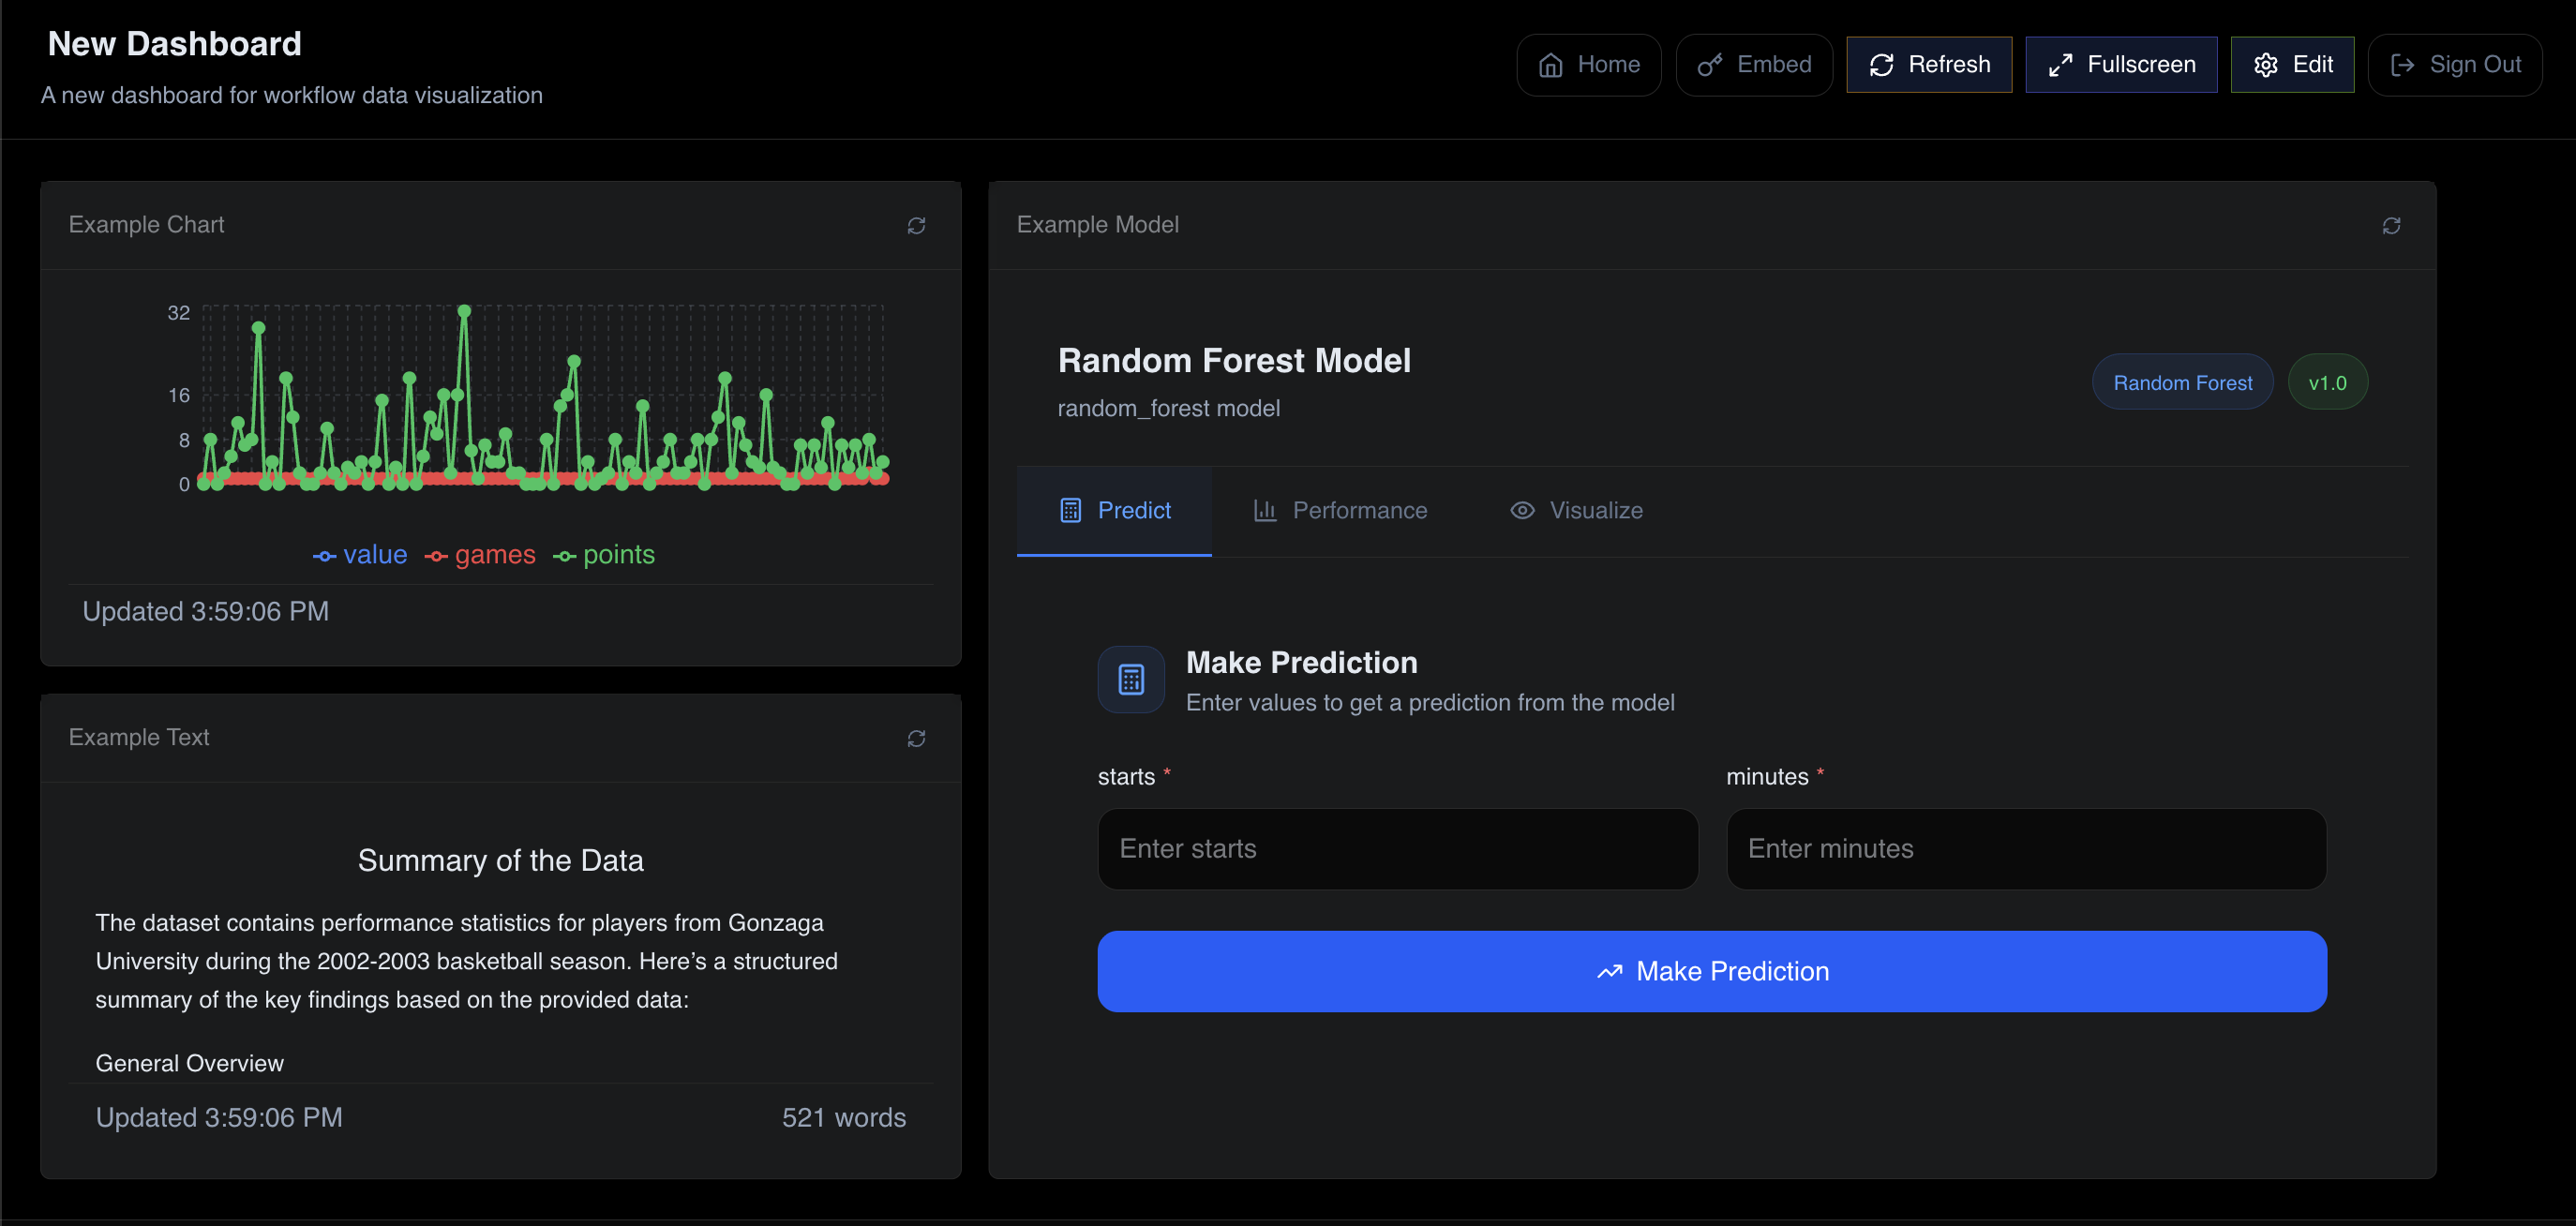 New Dashboard
A new dashboard for workflow data visualization
Home
Embed
Refresh
Fullscreen
Edit
Sign Out
Example Chart
32
16
8
0
value
games
points
Updated 3:59:06 PM
Example Text
Summary of the Data
The dataset contains performance statistics for players from Gonzaga
University during the 2002-2003 basketball season. Here’s a structured
summary of the key findings based on the provided data:
General Overview
Updated 3:59:06 PM
521 words
Example Model
Random Forest Model
random_forest model
Random Forest
v1.0
Predict
Performance
Visualize
Make Prediction
Enter values to get a prediction from the model
starts *
minutes *
Enter starts
Enter minutes
Make Prediction